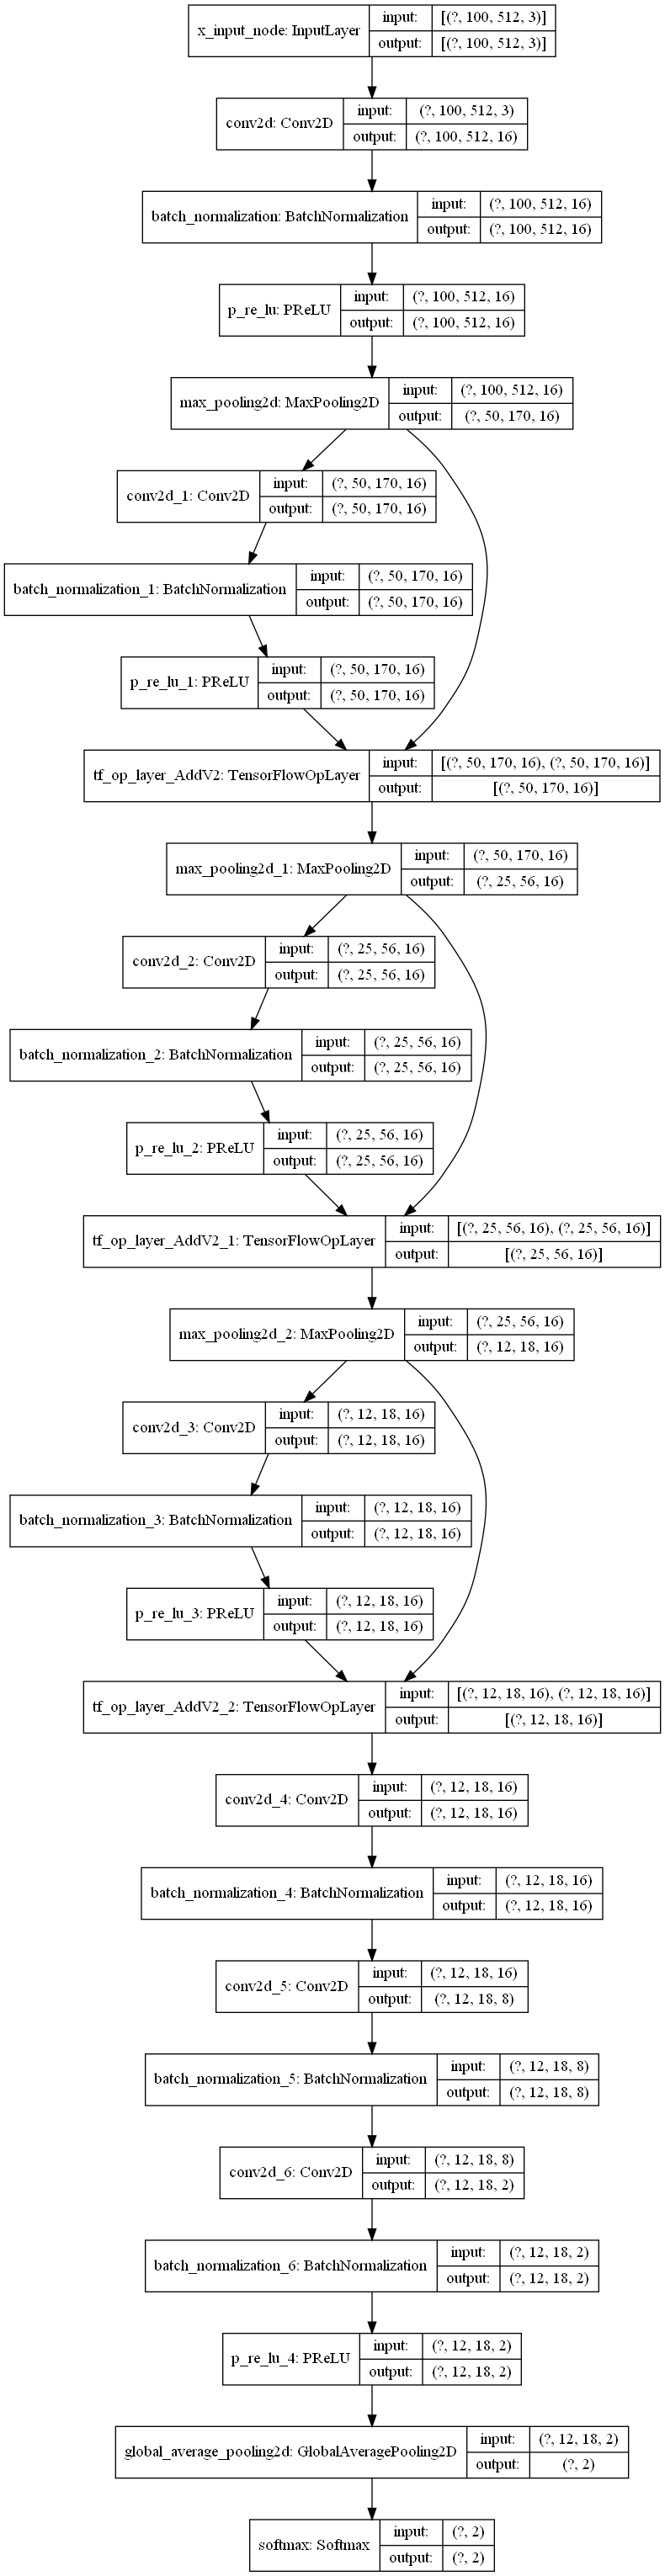 x_input_node: InputLayer
input: [(?, 100, 512, 3)]
output: [(?, 100, 512, 3)]
conv2d: Conv2D
input: (?, 100, 512, 3)
output: (?, 100, 512, 16)
batch_normalization: BatchNormalization
input: (?, 100, 512, 16)
output: (?, 100, 512, 16)
p_re_lu: PReLU
input: (?, 100, 512, 16)
output: (?, 100, 512, 16)
max_pooling2d: MaxPooling2D
input: (?, 100, 512, 16)
output: (?, 50, 170, 16)
conv2d_1: Conv2D
input: (?, 50, 170, 16)
output: (?, 50, 170, 16)
batch_normalization_1: BatchNormalization
input: (?, 50, 170, 16)
output: (?, 50, 170, 16)
p_re_lu_1: PReLU
input: (?, 50, 170, 16)
output: (?, 50, 170, 16)
tf_op_layer_AddV2: TensorFlowOpLayer
input: [(?, 50, 170, 16), (?, 50, 170, 16)]
output: [(?, 50, 170, 16)]
max_pooling2d_1: MaxPooling2D
input: (?, 50, 170, 16)
output: (?, 25, 56, 16)
conv2d_2: Conv2D
input: (?, 25, 56, 16)
output: (?, 25, 56, 16)
batch_normalization_2: BatchNormalization
input: (?, 25, 56, 16)
output: (?, 25, 56, 16)
p_re_lu_2: PReLU
input: (?, 25, 56, 16)
output: (?, 25, 56, 16)
tf_op_layer_AddV2_1: TensorFlowOpLayer
input: [(?, 25, 56, 16), (?, 25, 56, 16)]
output: [(?, 25, 56, 16)]
max_pooling2d_2: MaxPooling2D
input: (?, 25, 56, 16)
output: (?, 12, 18, 16)
conv2d_3: Conv2D
input: (?, 12, 18, 16)
output: (?, 12, 18, 16)
batch_normalization_3: BatchNormalization
input: (?, 12, 18, 16)
output: (?, 12, 18, 16)
p_re_lu_3: PReLU
input: (?, 12, 18, 16)
output: (?, 12, 18, 16)
tf_op_layer_AddV2_2: TensorFlowOpLayer
input: [(?, 12, 18, 16), (?, 12, 18, 16)]
output: [(?, 12, 18, 16)]
conv2d_4: Conv2D
input: (?, 12, 18, 16)
output: (?, 12, 18, 16)
batch_normalization_4: BatchNormalization
input: (?, 12, 18, 16)
output: (?, 12, 18, 16)
conv2d_5: Conv2D
input: (?, 12, 18, 16)
output: (?, 12, 18, 8)
batch_normalization_5: BatchNormalization
input: (?, 12, 18, 8)
output: (?, 12, 18, 8)
conv2d_6: Conv2D
input: (?, 12, 18, 8)
output: (?, 12, 18, 2)
batch_normalization_6: BatchNormalization
input: (?, 12, 18, 2)
output: (?, 12, 18, 2)
p_re_lu_4: PReLU
input: (?, 12, 18, 2)
output: (?, 12, 18, 2)
global_average_pooling2d: GlobalAveragePooling2D
input: (?, 12, 18, 2)
output: (?, 2)
softmax: Softmax
input: (?, 2)
output: (?, 2)